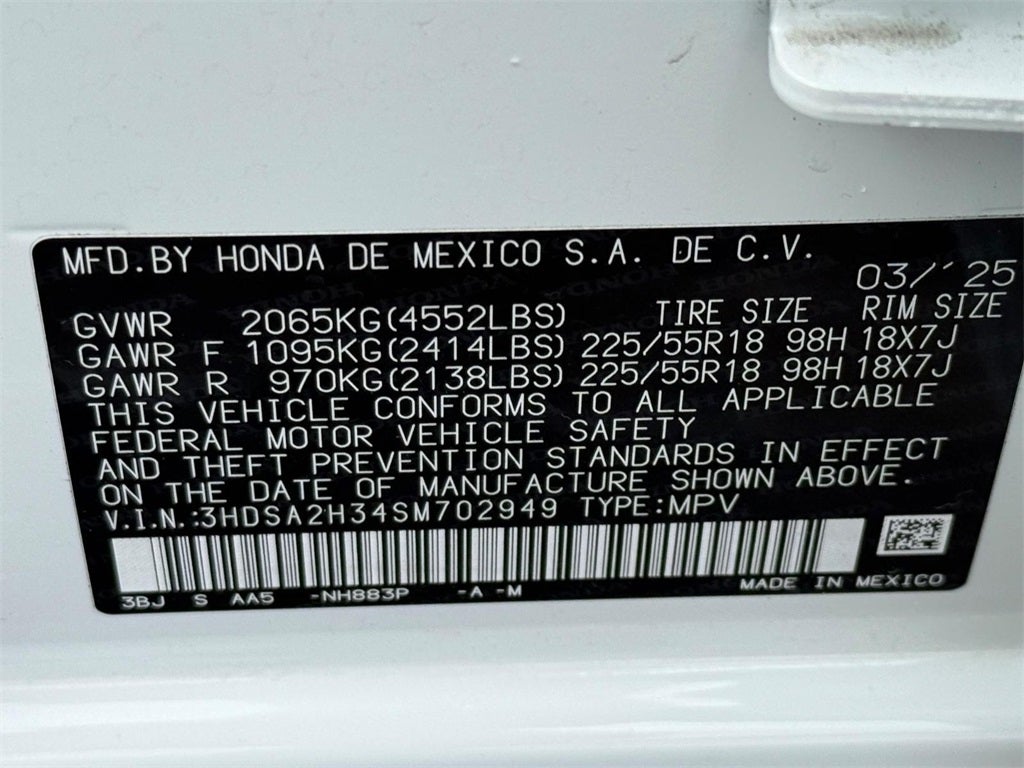 MFD.BY HONDA DE MEXICO S.A. DE C.V.
03/'25
GVWR 2065KG(4552LBS) TIRE SIZE RIM SIZE
GAWR F 1095KG(2414LBS) 225/55R18 98H 18X7J
GAWR R 970KG(2138LBS) 225/55R18 98H 18X7J
THIS VEHICLE CONFORMS TO ALL APPLICABLE
FEDERAL MOTOR VEHICLE SAFETY
AND THEFT PREVENTION STANDARDS IN EFFECT
ON THE DATE OF MANUFACTURE SHOWN ABOVE.
V.I.N.:3HDSA2H34SM702949 TYPE:MPV
3BJ S AA5 -NH883P -A -M MADE IN MEXICO